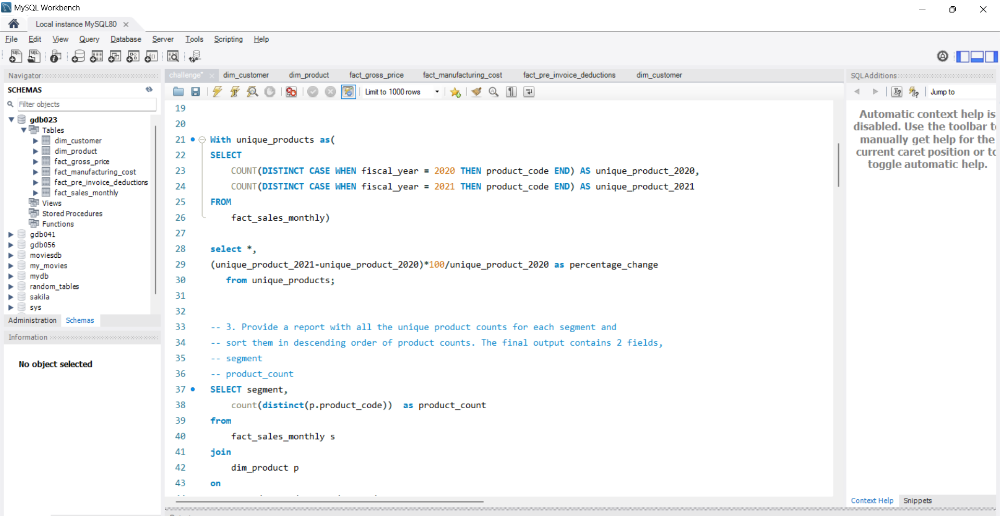 MySQL Workbench
Local instance MySQL80
File Edit View Query Database Server Tools Scripting Help
Navigator
SCHEMAS
Filter objects
gdb023
Tables
dim_customer
dim_product
fact_gross_price
fact_manufacturing_cost
fact_pre_invoice_deductions
fact_sales_monthly
Views
Stored Procedures
Functions
gdb041
gdb056
moviesdb
my_movies
mydb
random_tables
sakila
sys
Administration Schemas
Information
No object selected
challenge* dim_customer dim_product fact_gross_price fact_manufacturing_cost fact_pre_invoice_deductions dim_customer
Limit to 1000 rows
19
20
21 With unique_products as(
22 SELECT
23 COUNT(DISTINCT CASE WHEN fiscal_year = 2020 THEN product_code END) AS unique_product_2020,
24 COUNT(DISTINCT CASE WHEN fiscal_year = 2021 THEN product_code END) AS unique_product_2021
25 FROM
26 fact_sales_monthly)
27
28 select *,
29 (unique_product_2021-unique_product_2020)*100/unique_product_2020 as percentage_change
30 from unique_products;
31
32
33 -- 3. Provide a report with all the unique product counts for each segment and
34 -- sort them in descending order of product counts. The final output contains 2 fields,
35 -- segment
36 -- product_count
37 SELECT segment,
38 count(distinct(p.product_code)) as product_count
39 from
40 fact_sales_monthly s
41 join
42 dim_product p
43 on
SQLAdditions
Jump to
Automatic context help is
disabled. Use the toolbar
manually get help for the
current caret position or
toggle automatic help.
Context Help Snippets